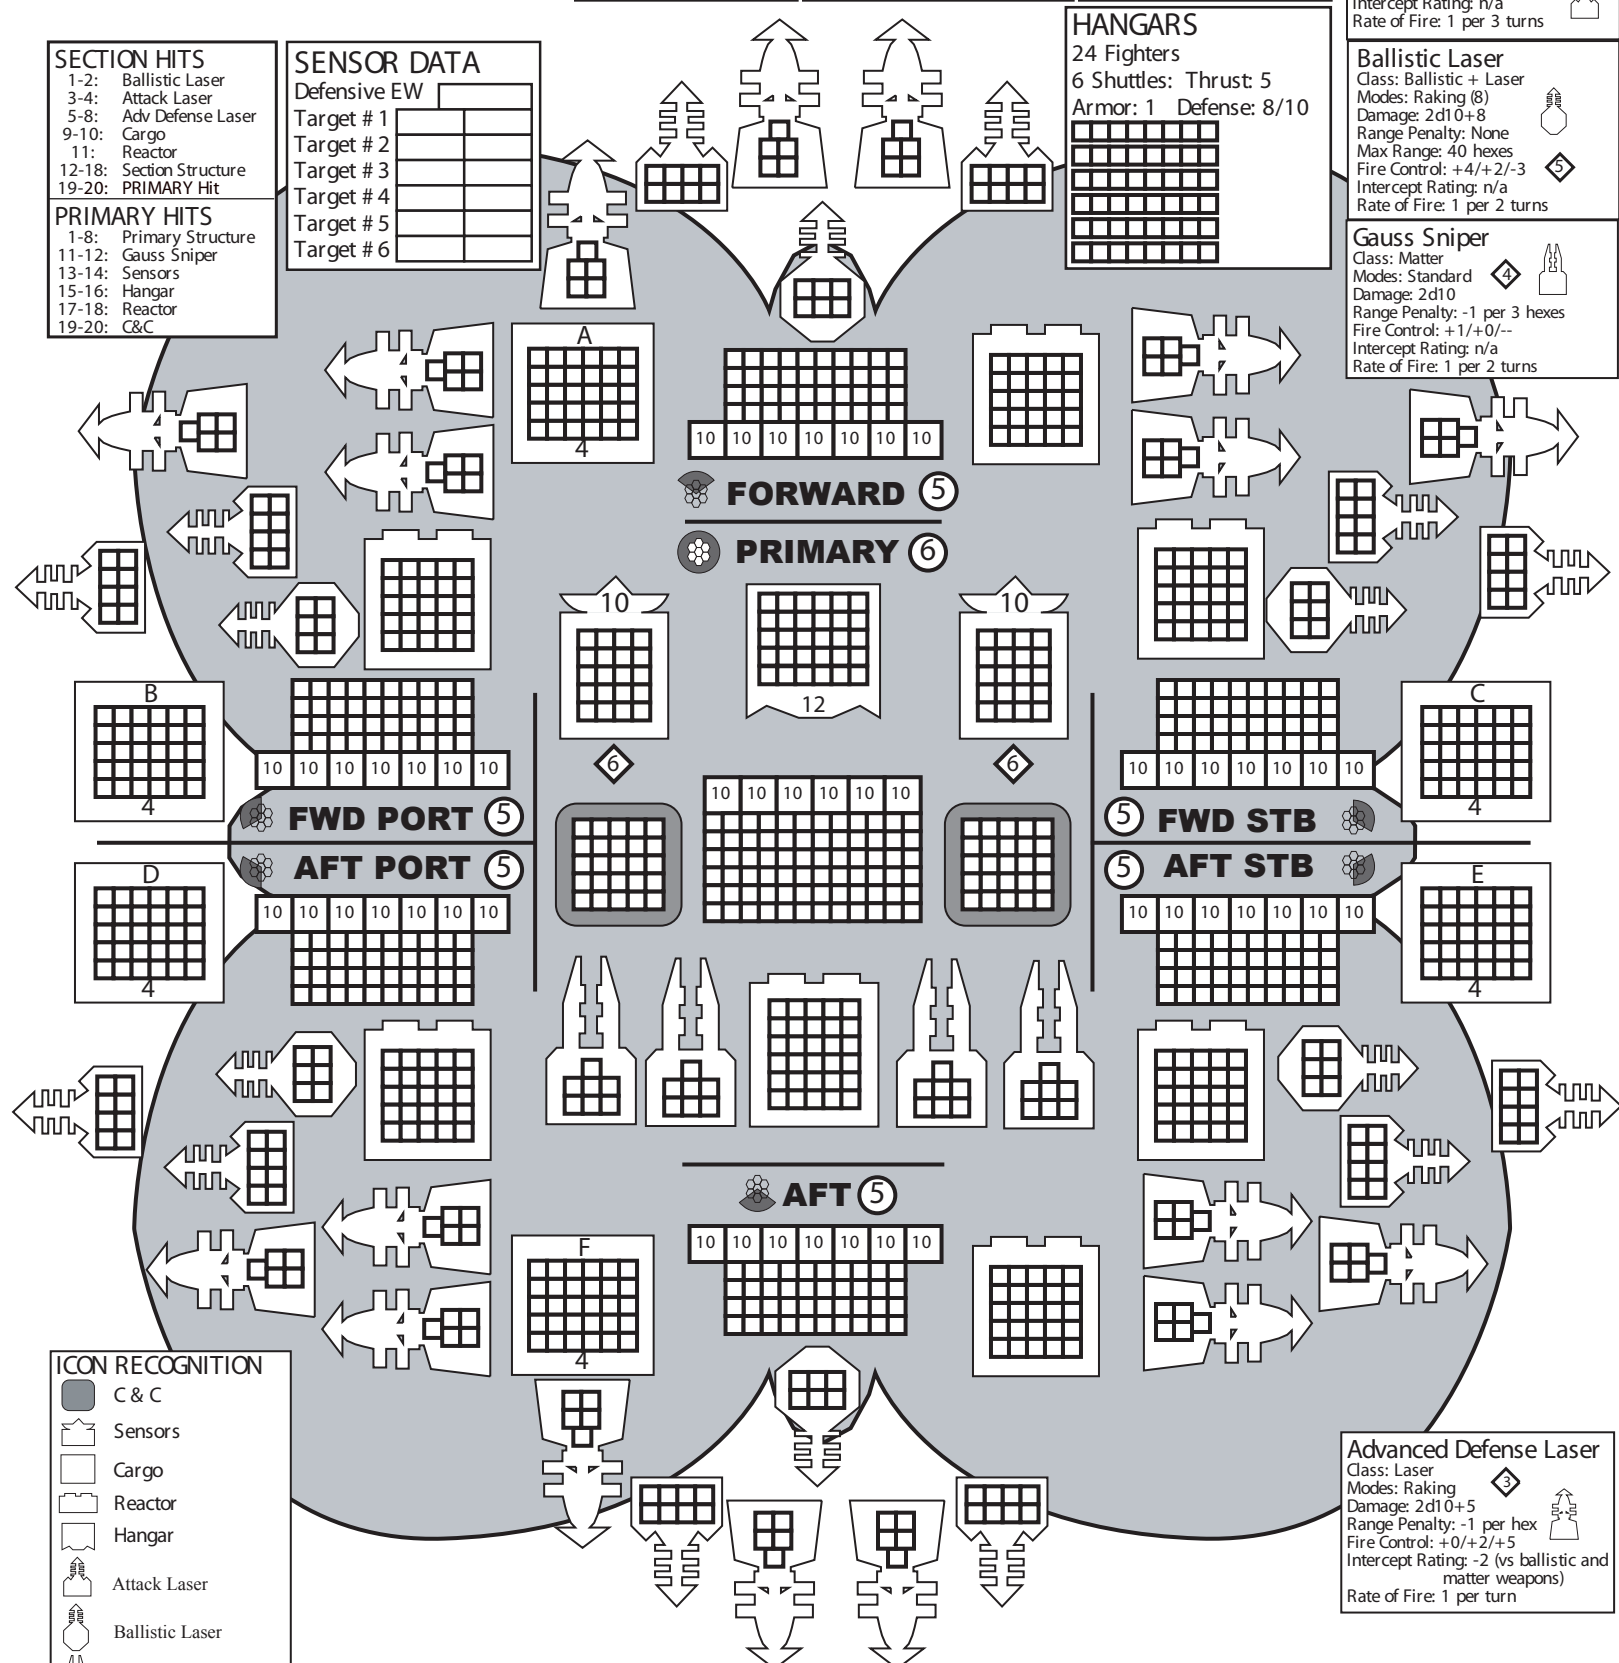 Intercept Rating: n/a
Rate of Fire: 1 per 3 turns
SECTION HITS
1-2: Ballistic Laser
3-4: Attack Laser
5-8: Adv Defense Laser
9-10: Cargo
11: Reactor
12-18: Section Structure
19-20: PRIMARY Hit
PRIMARY HITS
1-8: Primary Structure
11-12: Gauss Sniper
13-14: Sensors
15-16: Hangar
17-18: Reactor
19-20: C&C
SENSOR DATA
Defensive EW
Target # 1
Target # 2
Target # 3
Target # 4
Target # 5
Target # 6
HANGARS
24 Fighters
6 Shuttles: Thrust: 5
Armor: 1 Defense: 8/10
Ballistic Laser
Class: Ballistic + Laser
Modes: Raking (8)
Damage: 2d10+8
Range Penalty: None
Max Range: 40 hexes
Fire Control: +4/+2/-3
5
Intercept Rating: n/a
Rate of Fire: 1 per 2 turns
Gauss Sniper
Class: Matter
Modes: Standard
4
Damage: 2d10
Range Penalty: -1 per 3 hexes
Fire Control: +1/+0/--
Intercept Rating: n/a
Rate of Fire: 1 per 2 turns
A
4
10 10 10 10 10 10 10
FORWARD 5
PRIMARY 6
10
10
12
B
4
C
4
10 10 10 10 10 10 10
6
6
10 10 10 10 10 10 10
10 10 10 10 10 10
FWD PORT 5
5 FWD STB
AFT PORT 5
5 AFT STB
D
4
E
4
10 10 10 10 10 10 10
10 10 10 10 10 10 10
AFT 5
10 10 10 10 10 10 10
F
4
ICON RECOGNITION
C & C
Sensors
Cargo
Reactor
Hangar
Attack Laser
Ballistic Laser
Advanced Defense Laser
Class: Laser
Modes: Raking
3
Damage: 2d10+5
Range Penalty: -1 per hex
Fire Control: +0/+2/+5
Intercept Rating: -2 (vs ballistic and
matter weapons)
Rate of Fire: 1 per turn